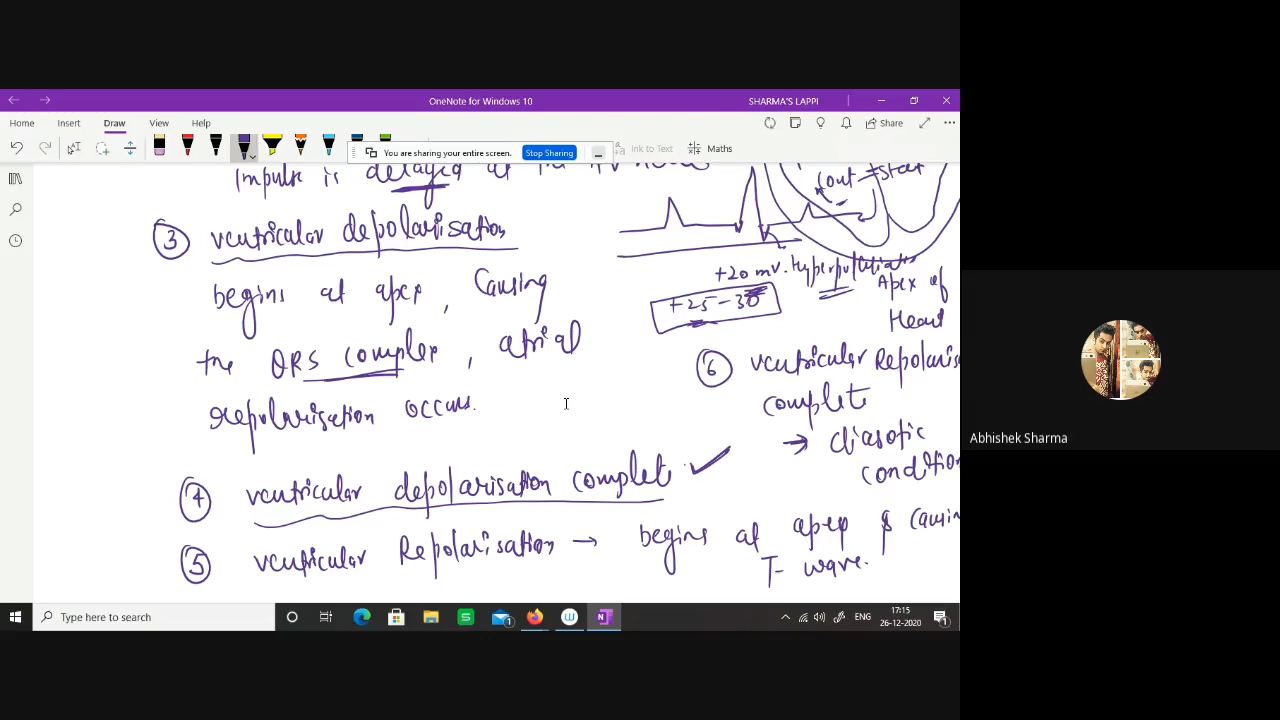 OneNote for Windows 10
SHARMA'S LAPPI
Home
Insert
Draw
View
Help
Share
You are sharing your entire screen.
Stop Sharing
Ink to Text
Maths
Impulse is delayed at the AV node
③ ventricular depolarisation
begins at apex, Causing
the QRS complex, atrial
repolarisation occurs.
④ ventricular depolarisation complet
⑤ ventricular Repolarisation → begins at apex & causin
T- wave.
+20 mv.
+25-30
Apex of
Heart
⑥ ventricular Repolaris
complete
→ diasotic
condition
Abhishek Sharma
Type here to search
ENG
17:15
26-12-2020